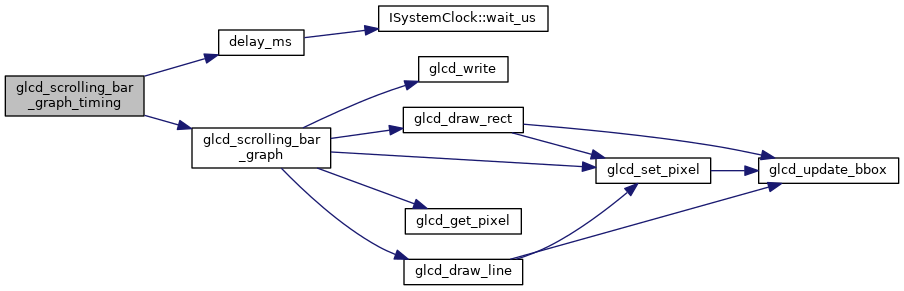 ISystemClock::wait_us
delay_ms
glcd_write
glcd_scrolling_bar
_graph_timing
glcd_draw_rect
glcd_scrolling_bar
_graph
glcd_set_pixel
glcd_update_bbox
glcd_get_pixel
glcd_draw_line